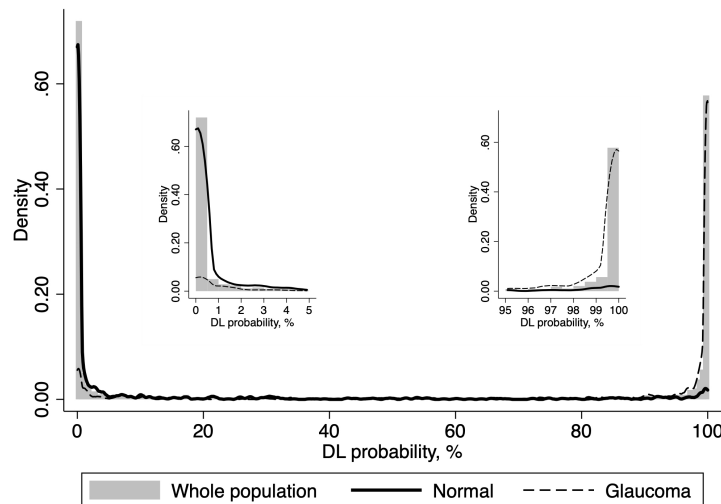 Density
.60
0.40
0.20
0.00
0 20 40 60 80 100
DL probability, %
Density
.60
0.40
0.20
0.00
0 1 2 3 4 5
DL probability, %
Density
.60
0.40
0.20
0.00
95 96 97 98 99 100
DL probability, %
Whole population Normal Glaucoma